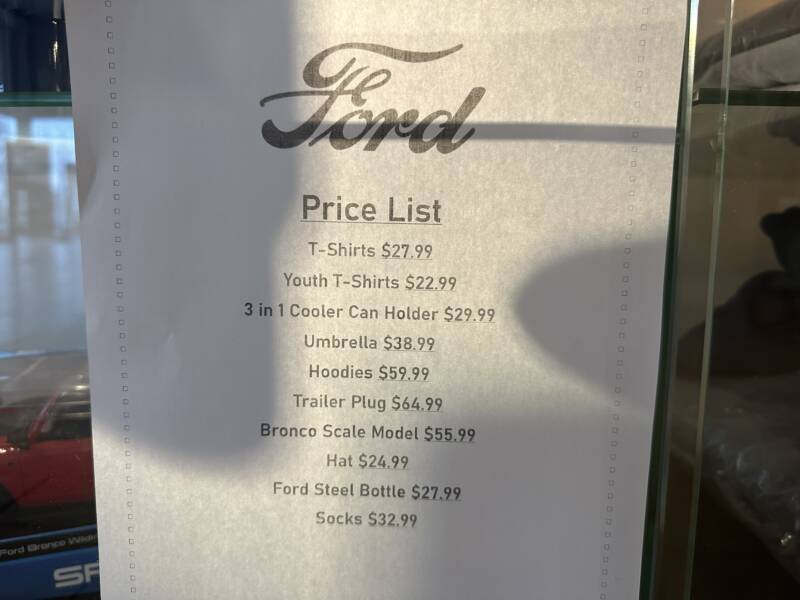 Ford
Price List
T-Shirts $27.99
Youth T-Shirts $22.99
3 in 1 Cooler Can Holder $29.99
Umbrella $38.99
Hoodies $59.99
Trailer Plug $64.99
Bronco Scale Model $55.99
Hat $24.99
Ford Steel Bottle $27.99
Socks $32.99
Ford Bronco